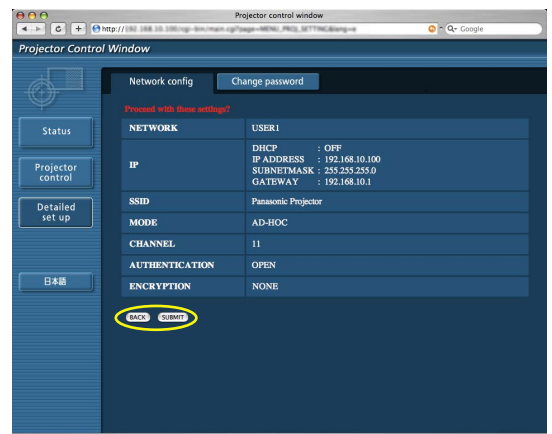 Projector control window
http://
Google
Projector Control Window
Network config
Change password
Proceed with these settings?
Status
Projector control
Detailed set up
日本語
NETWORK USER1
IP
DHCP : OFF
IP ADDRESS : 192.168.10.100
SUBNETMASK : 255.255.255.0
GATEWAY : 192.168.10.1
SSID Panasonic Projector
MODE AD-HOC
CHANNEL 11
AUTHENTICATION OPEN
ENCRYPTION NONE
BACK SUBMIT